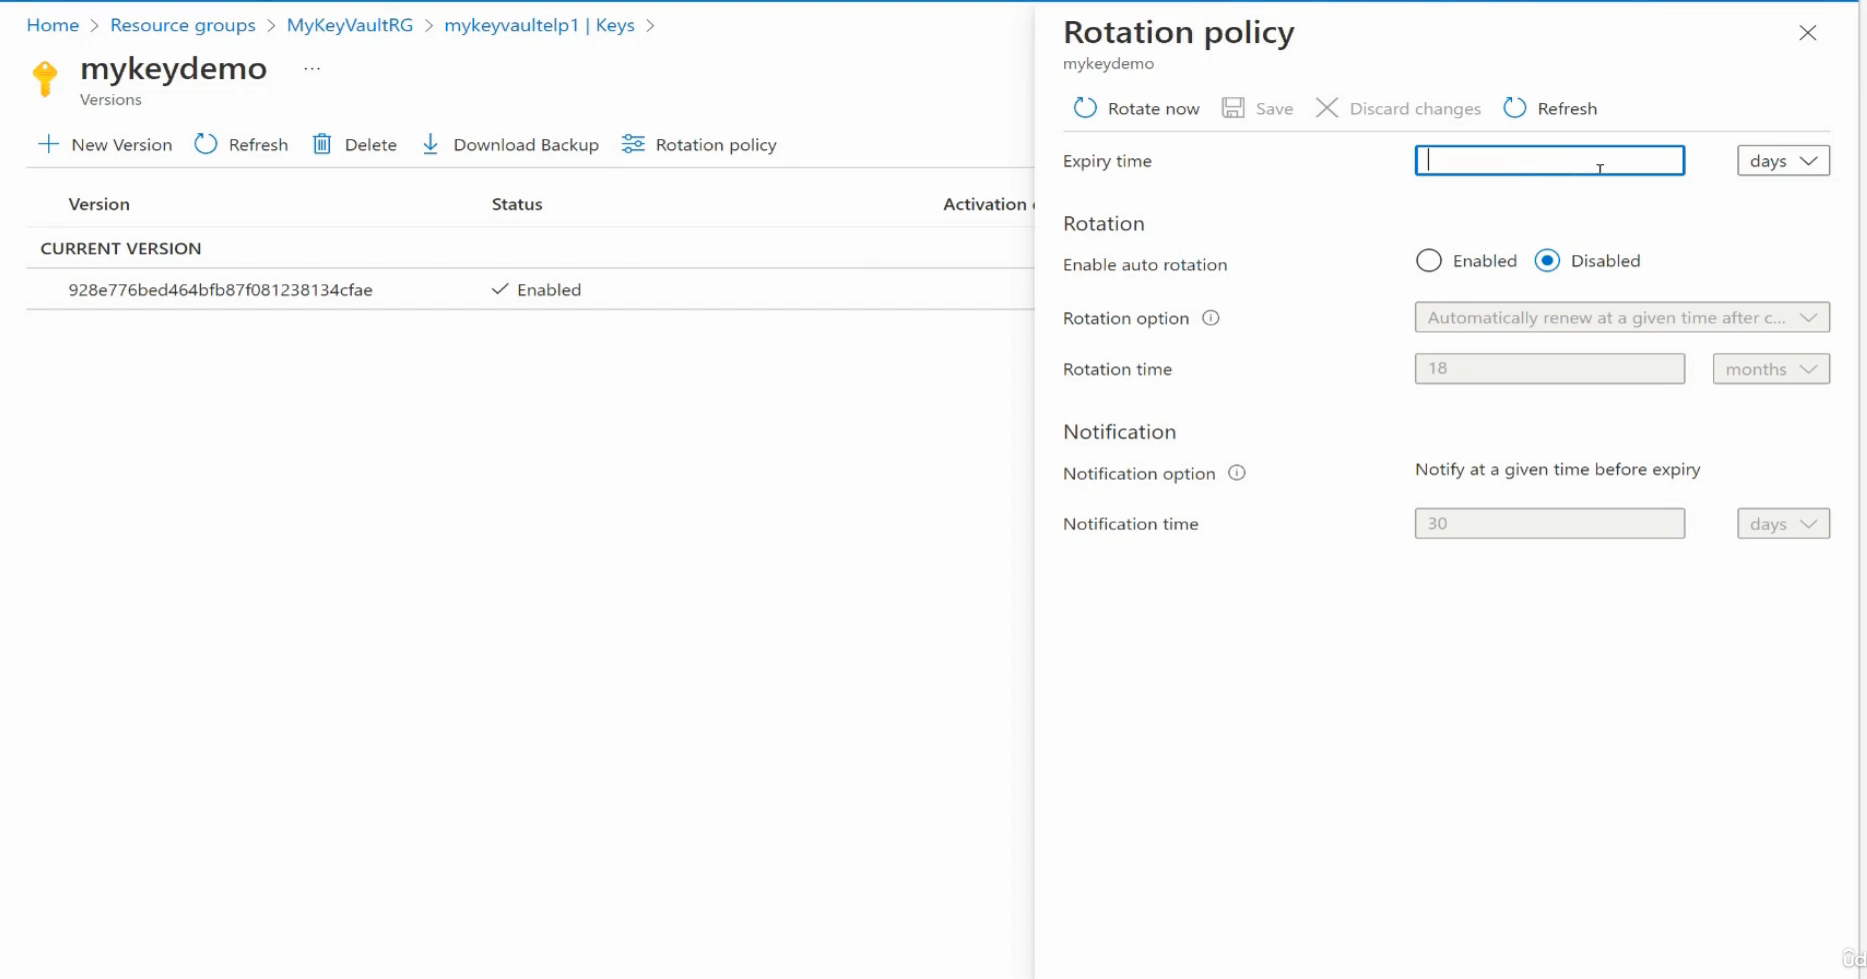 Home > Resource groups > MyKeyVaultRG > mykeyvaultelp1 | Keys >
mykeydemo ...
Versions
New Version Refresh Delete Download Backup Rotation policy
Version Status Activation
CURRENT VERSION
928e776bed464bfb87f081238134cfae Enabled
Rotation policy
mykeydemo
Rotate now Save Discard changes Refresh
Expiry time days
Rotation
Enable auto rotation Enabled Disabled
Rotation option Automatically renew at a given time after c...
Rotation time 18 months
Notification
Notification option Notify at a given time before expiry
Notification time 30 days